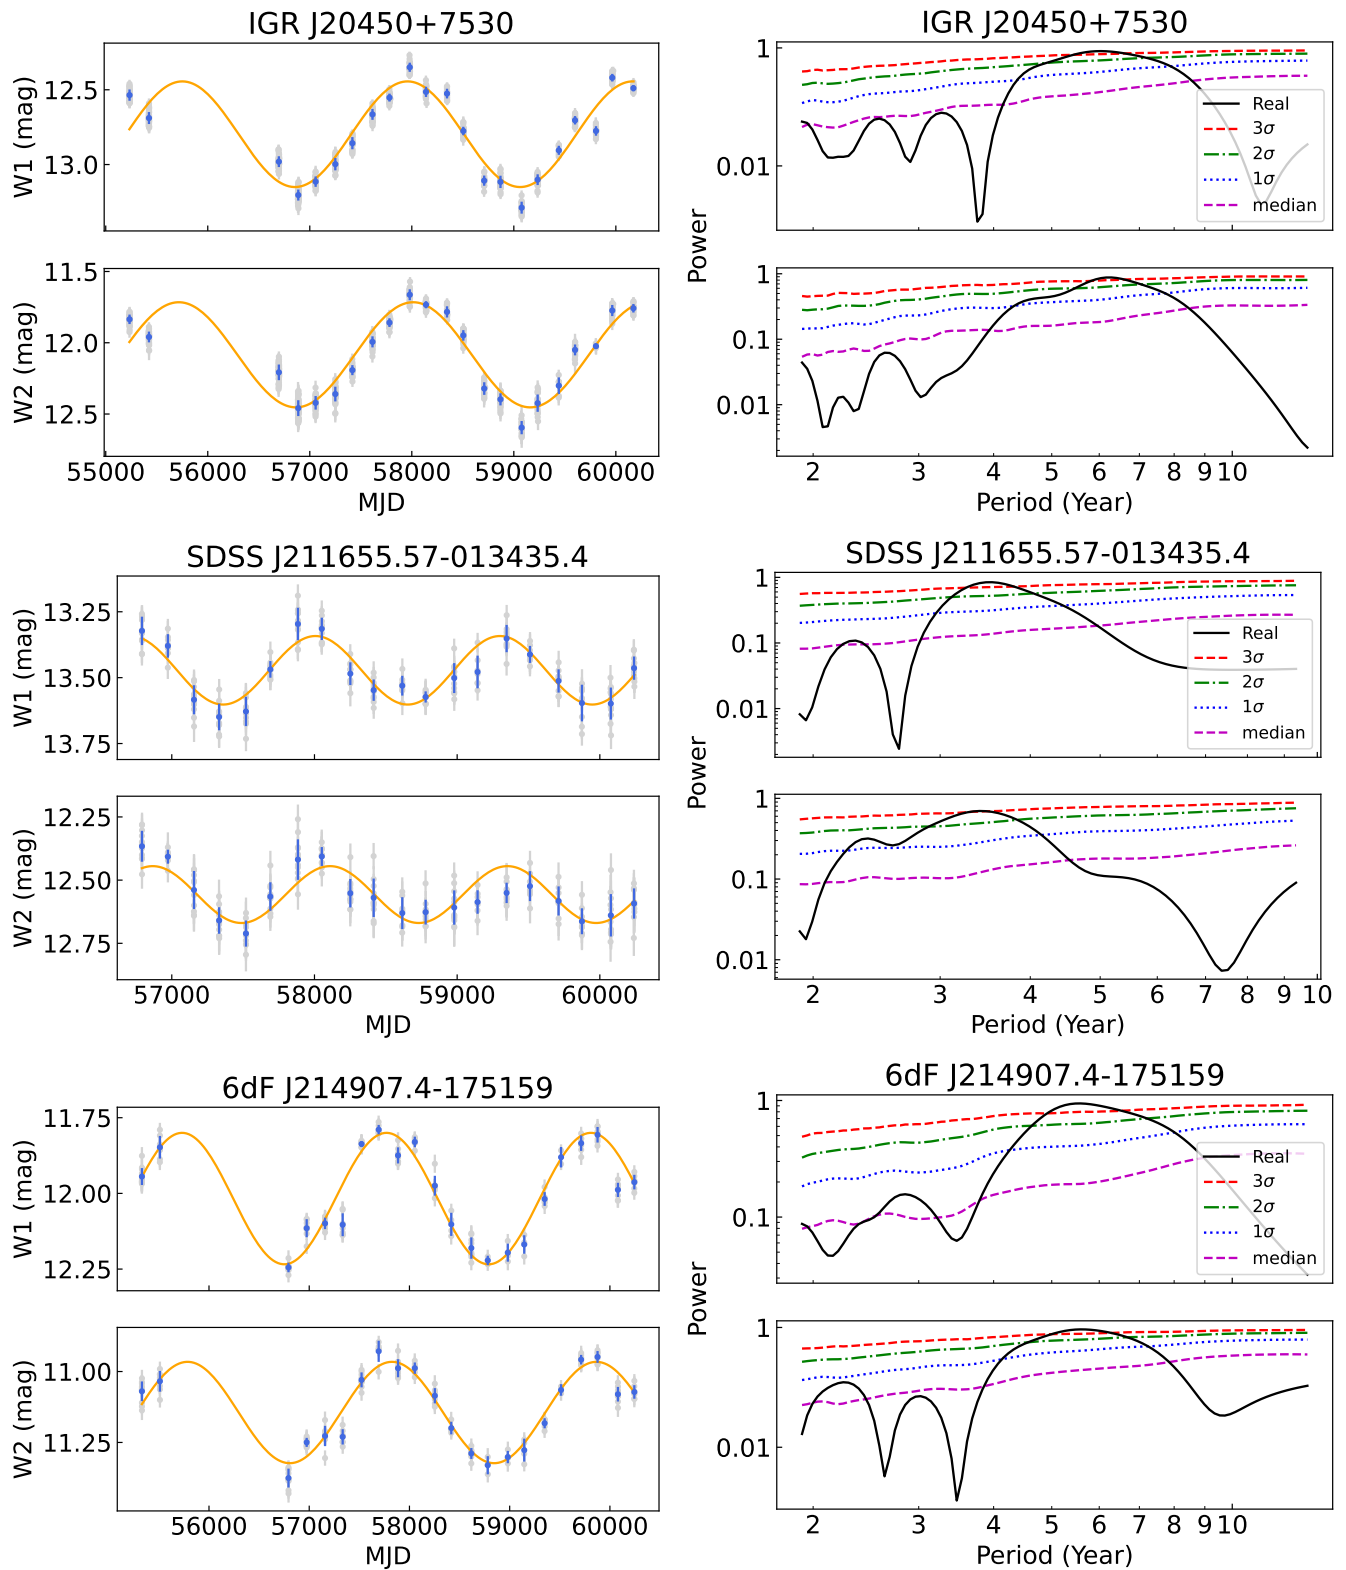 IGR J20450+7530
IGR J20450+7530
W1 (mag)
12.5
13.0
Power
1
0.01
Real
3σ
2σ
1σ
median
W2 (mag)
11.5
12.0
12.5
55000 56000 57000 58000 59000 60000
MJD
1
0.1
0.01
2 3 4 5 6 7 8 9 10
Period (Year)
SDSS J211655.57-013435.4
SDSS J211655.57-013435.4
W1 (mag)
13.25
13.50
13.75
Power
1
0.1
0.01
Real
3σ
2σ
1σ
median
W2 (mag)
12.25
12.50
12.75
57000 58000 59000 60000
MJD
1
0.1
0.01
2 3 4 5 6 7 8 9 10
Period (Year)
6dF J214907.4-175159
6dF J214907.4-175159
W1 (mag)
11.75
12.00
12.25
Power
1
0.1
Real
3σ
2σ
1σ
median
W2 (mag)
11.00
11.25
56000 57000 58000 59000 60000
MJD
1
0.01
2 3 4 5 6 7 8 9 10
Period (Year)